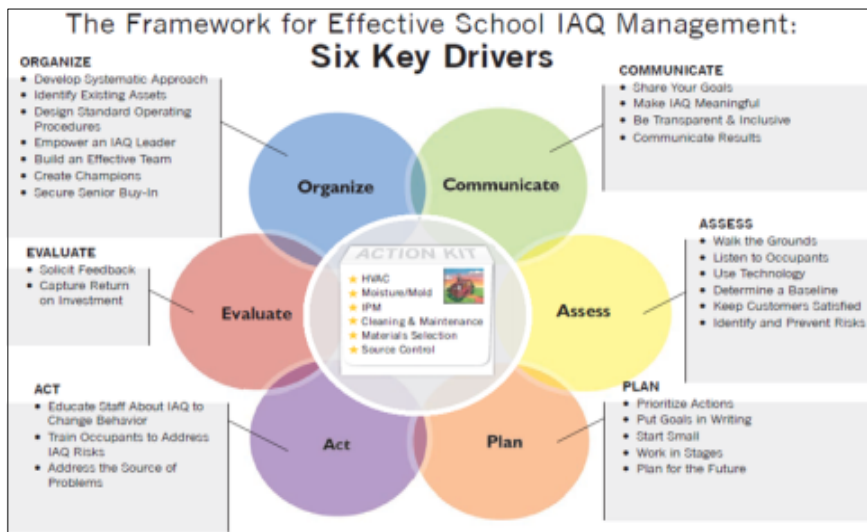 The Framework for Effective School IAQ Management:
Six Key Drivers
ORGANIZE
• Develop Systematic Approach
• Identify Existing Assets
• Design Standard Operating
Procedures
• Empower an IAQ Leader
• Build an Effective Team
• Create Champions
• Secure Senior Buy-In
COMMUNICATE
• Share Your Goals
• Make IAQ Meaningful
• Be Transparent & Inclusive
• Communicate Results
Organize
Communicate
EVALUATE
• Solicit Feedback
• Capture Return
on Investment
Evaluate
ACTION KIT
HVAC
Moisture/Mold
IPM
Cleaning & Maintenance
Materials Selection
Source Control
Assess
ASSESS
• Walk the Grounds
• Listen to Occupants
• Use Technology
• Determine a Baseline
• Keep Customers Satisfied
• Identify and Prevent Risks
ACT
• Educate Staff About IAQ to
Change Behavior
• Train Occupants to Address
IAQ Risks
• Address the Source of
Problems
Act
Plan
PLAN
• Prioritize Actions
• Put Goals in Writing
• Start Small
• Work in Stages
• Plan for the Future